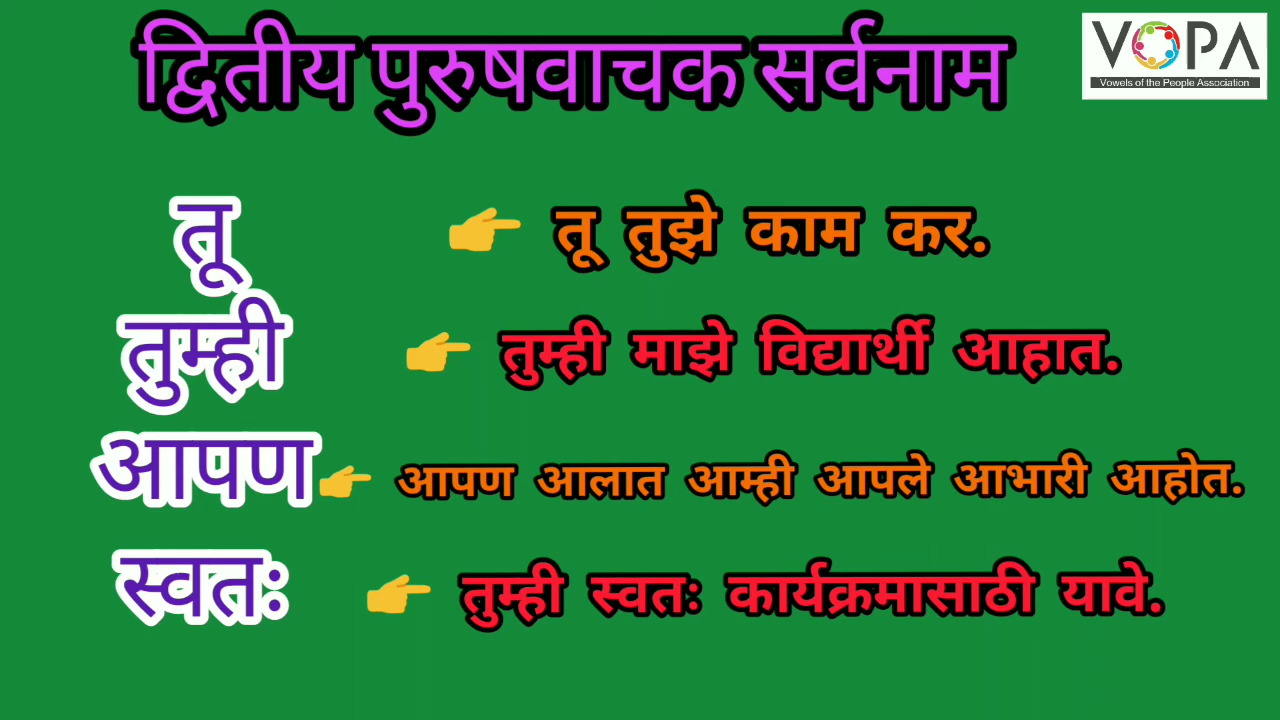 द्वितीय पुरुषवाचक सर्वनाम
VOPA
Vowels of the People Association
तू 👉 तू तुझे काम कर.
तुम्ही 👉 तुम्ही माझे विद्यार्थी आहात.
आपण 👉 आपण आलात आम्ही आपले आभारी आहोत.
स्वतः 👉 तुम्ही स्वतः कार्यक्रमासाठी यावे.